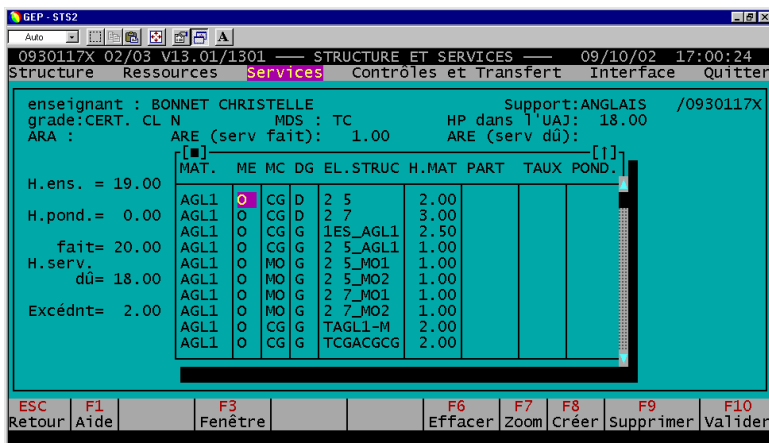 GEP - STS2
Auto A
0930117X 02/03 V13.01/1301 —— STRUCTURE ET SERVICES —— 09/10/02 17:00:24
Structure Ressources Services Contrôles et Transfert Interface Quitter
enseignant : BONNET CHRISTELLE Support:ANGLAIS /0930117X
grade:CERT. CL N MDS : TC HP dans l'UAJ: 18.00
ARA : ARE (serv fait): 1.00 ARE (serv dû):
[■] [↑]
MAT. ME MC DG EL.STRUC H.MAT PART TAUX POND.
H.ens. = 19.00
AGL1 O CG D 2 5 2.00
H.pond.= 0.00 AGL1 O CG D 2 7 3.00
AGL1 O CG G 1ES_AGL1 2.50
fait= 20.00 AGL1 O CG G 2 5_AGL1 1.00
H.serv. AGL1 O MO G 2 5_MO1 1.00
dû= 18.00 AGL1 O MO G 2 5_MO2 1.00
AGL1 O MO G 2 7_MO1 1.00
Excédnt= 2.00 AGL1 O MO G 2 7_MO2 1.00
AGL1 O CG G TAGL1-M 2.00
AGL1 O CG G TCGACGCG 2.00
ESC F1 F3 F6 F7 F8 F9 F10
Retour Aide Fenêtre Effacer Zoom Créer Supprimer Valider